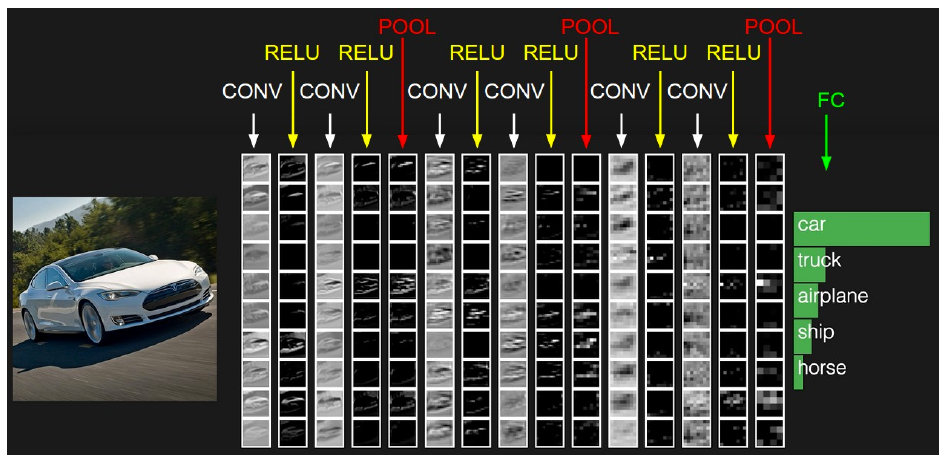 POOL POOL POOL
RELU RELU RELU RELU RELU RELU
CONV CONV CONV CONV CONV CONV
FC
car
truck
airplane
ship
horse